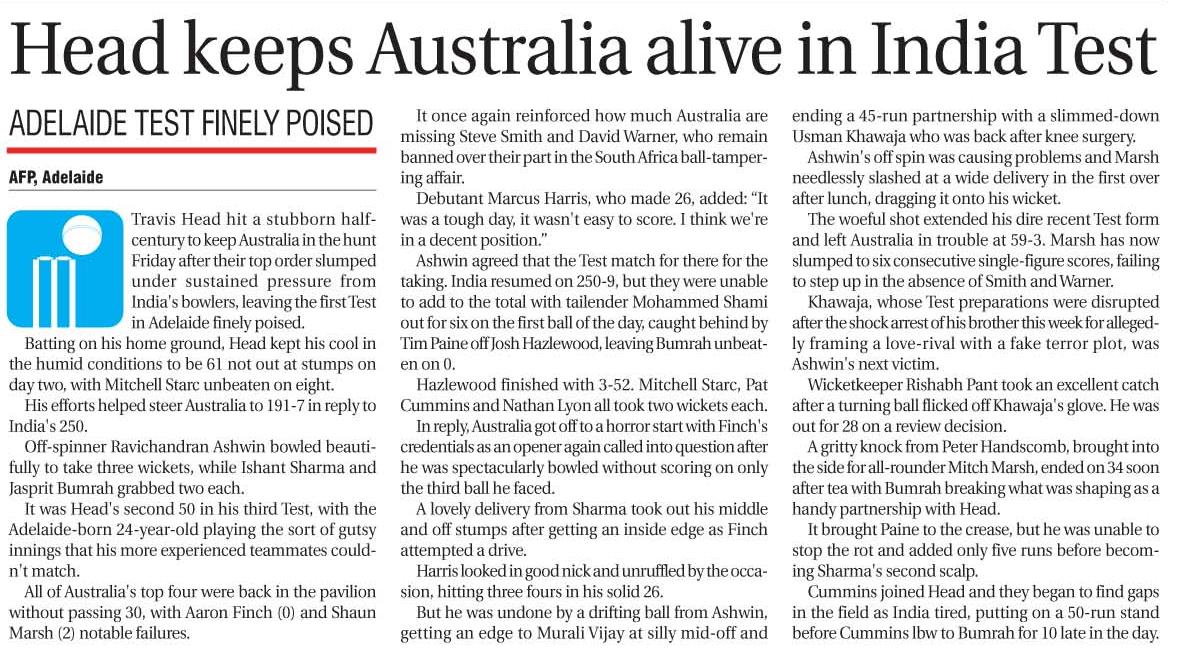 Head keeps Australia alive in India Test
ADELAIDE TEST FINELY POISED
AFP, Adelaide
Travis Head hit a stubborn half-
century to keep Australia in the hunt
Friday after their top order slumped
under sustained pressure from
India's bowlers, leaving the first Test
in Adelaide finely poised.
Batting on his home ground, Head kept his cool in
the humid conditions to be 61 not out at stumps on
day two, with Mitchell Starc unbeaten on eight.
His efforts helped steer Australia to 191-7 in reply to
India's 250.
Off-spinner Ravichandran Ashwin bowled beauti-
fully to take three wickets, while Ishant Sharma and
Jasprit Bumrah grabbed two each.
It was Head's second 50 in his third Test, with the
Adelaide-born 24-year-old playing the sort of gutsy
innings that his more experienced teammates could-
n't match.
All of Australia's top four were back in the pavilion
without passing 30, with Aaron Finch (0) and Shaun
Marsh (2) notable failures.
It once again reinforced how much Australia are
missing Steve Smith and David Warner, who remain
banned over their part in the South Africa ball-tamper-
ing affair.
Debutant Marcus Harris, who made 26, added: “It
was a tough day, it wasn't easy to score. I think we're
in a decent position.”
Ashwin agreed that the Test match for there for the
taking. India resumed on 250-9, but they were unable
to add to the total with tailender Mohammed Shami
out for six on the first ball of the day, caught behind by
Tim Paine off Josh Hazlewood, leaving Bumrah unbeat-
en on 0.
Hazlewood finished with 3-52. Mitchell Starc, Pat
Cummins and Nathan Lyon all took two wickets each.
In reply, Australia got off to a horror start with Finch's
credentials as an opener again called into question after
he was spectacularly bowled without scoring on only
the third ball he faced.
A lovely delivery from Sharma took out his middle
and off stumps after getting an inside edge as Finch
attempted a drive.
Harris looked in good nick and unruffled by the occa-
sion, hitting three fours in his solid 26.
But he was undone by a drifting ball from Ashwin,
getting an edge to Murali Vijay at silly mid-off and
ending a 45-run partnership with a slimmed-down
Usman Khawaja who was back after knee surgery.
Ashwin's off spin was causing problems and Marsh
needlessly slashed at a wide delivery in the first over
after lunch, dragging it onto his wicket.
The woeful shot extended his dire recent Test form
and left Australia in trouble at 59-3. Marsh has now
slumped to six consecutive single-figure scores, failing
to step up in the absence of Smith and Warner.
Khawaja, whose Test preparations were disrupted
after the shock arrest of his brother this week for alleged-
ly framing a love-rival with a fake terror plot, was
Ashwin's next victim.
Wicketkeeper Rishabh Pant took an excellent catch
after a turning ball flicked off Khawaja's glove. He was
out for 28 on a review decision.
A gritty knock from Peter Handscomb, brought into
the side for all-rounder Mitch Marsh, ended on 34 soon
after tea with Bumrah breaking what was shaping as a
handy partnership with Head.
It brought Paine to the crease, but he was unable to
stop the rot and added only five runs before becom-
ing Sharma's second scalp.
Cummins joined Head and they began to find gaps
in the field as India tired, putting on a 50-run stand
before Cummins lbw to Bumrah for 10 late in the day.